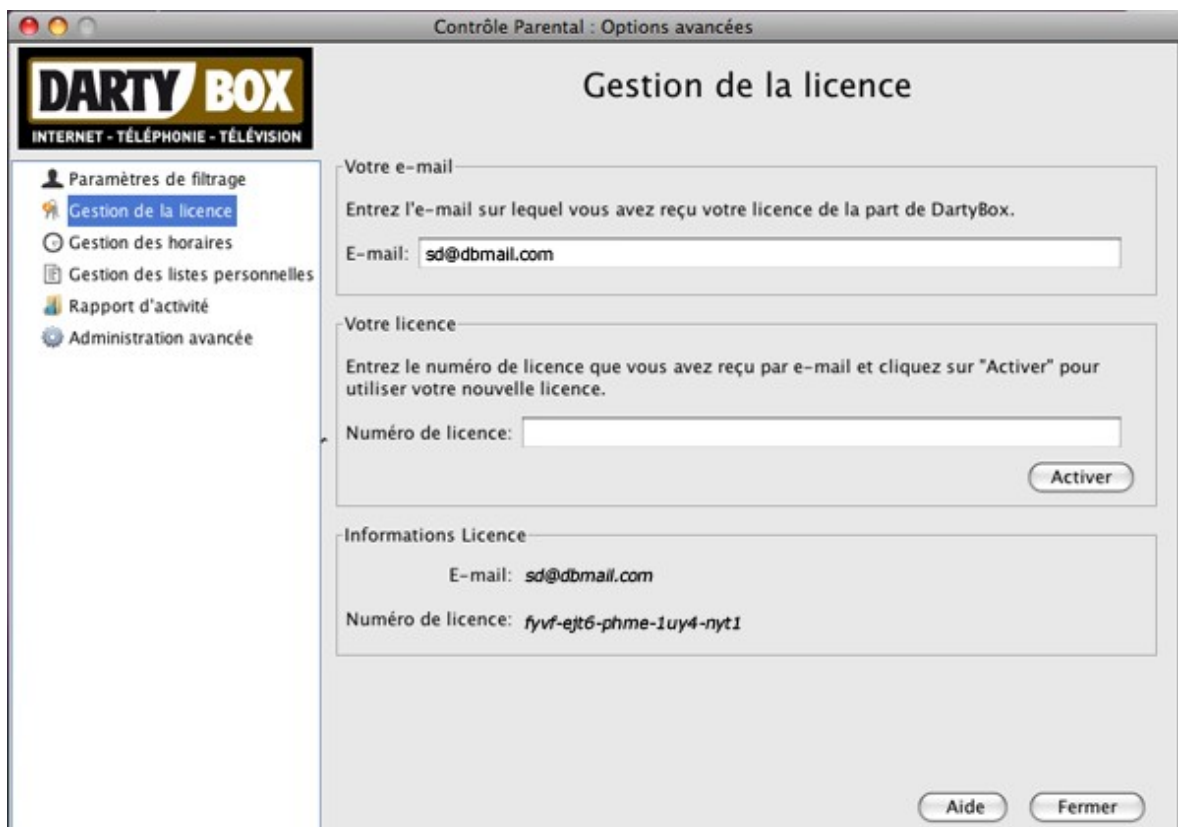 Contrôle Parental : Options avancées
DARTY BOX
INTERNET - TÉLÉPHONIE - TÉLÉVISION
Paramètres de filtrage
Gestion de la licence
Gestion des horaires
Gestion des listes personnelles
Rapport d'activité
Administration avancée
Gestion de la licence
Votre e-mail
Entrez l'e-mail sur lequel vous avez reçu votre licence de la part de DartyBox.
E-mail: sd@dbmail.com
Votre licence
Entrez le numéro de licence que vous avez reçu par e-mail et cliquez sur "Activer" pour
utiliser votre nouvelle licence.
Numéro de licence:
Activer
Informations Licence
E-mail: sd@dbmail.com
Numéro de licence: fyvf-ejt6-phme-1uy4-nyt1
Aide Fermer